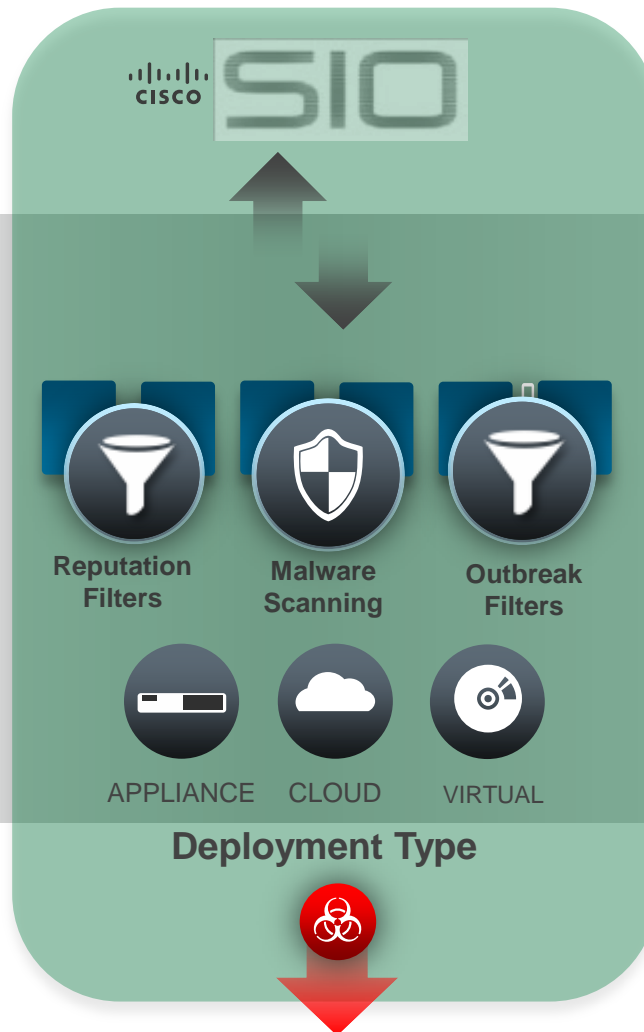 CISCO
SIO
Reputation
Filters
Malware
Scanning
Outbreak
Filters
APPLIANCE
CLOUD
VIRTUAL
Deployment Type